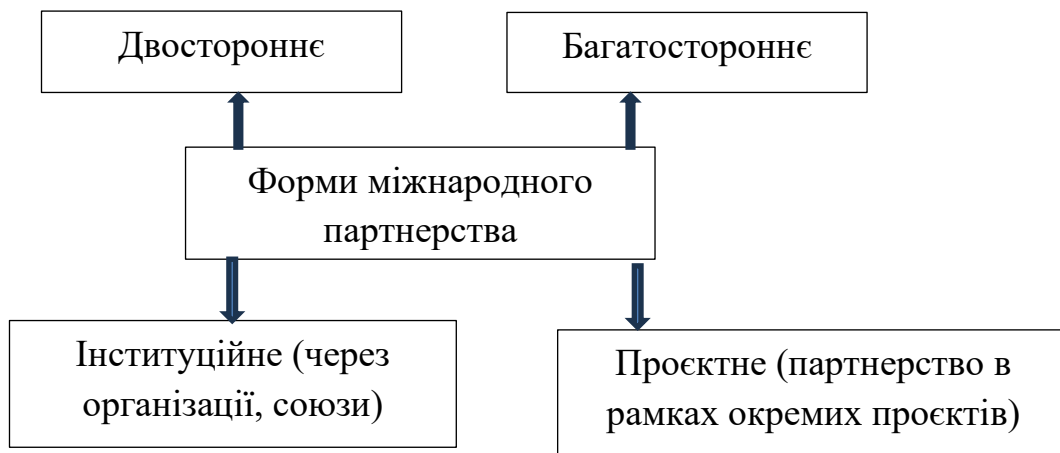 Двостороннє
Багатостороннє
Форми міжнародного
партнерства
Інституційне (через
організації, союзи)
Проєктне (партнерство в
рамках окремих проєктів)